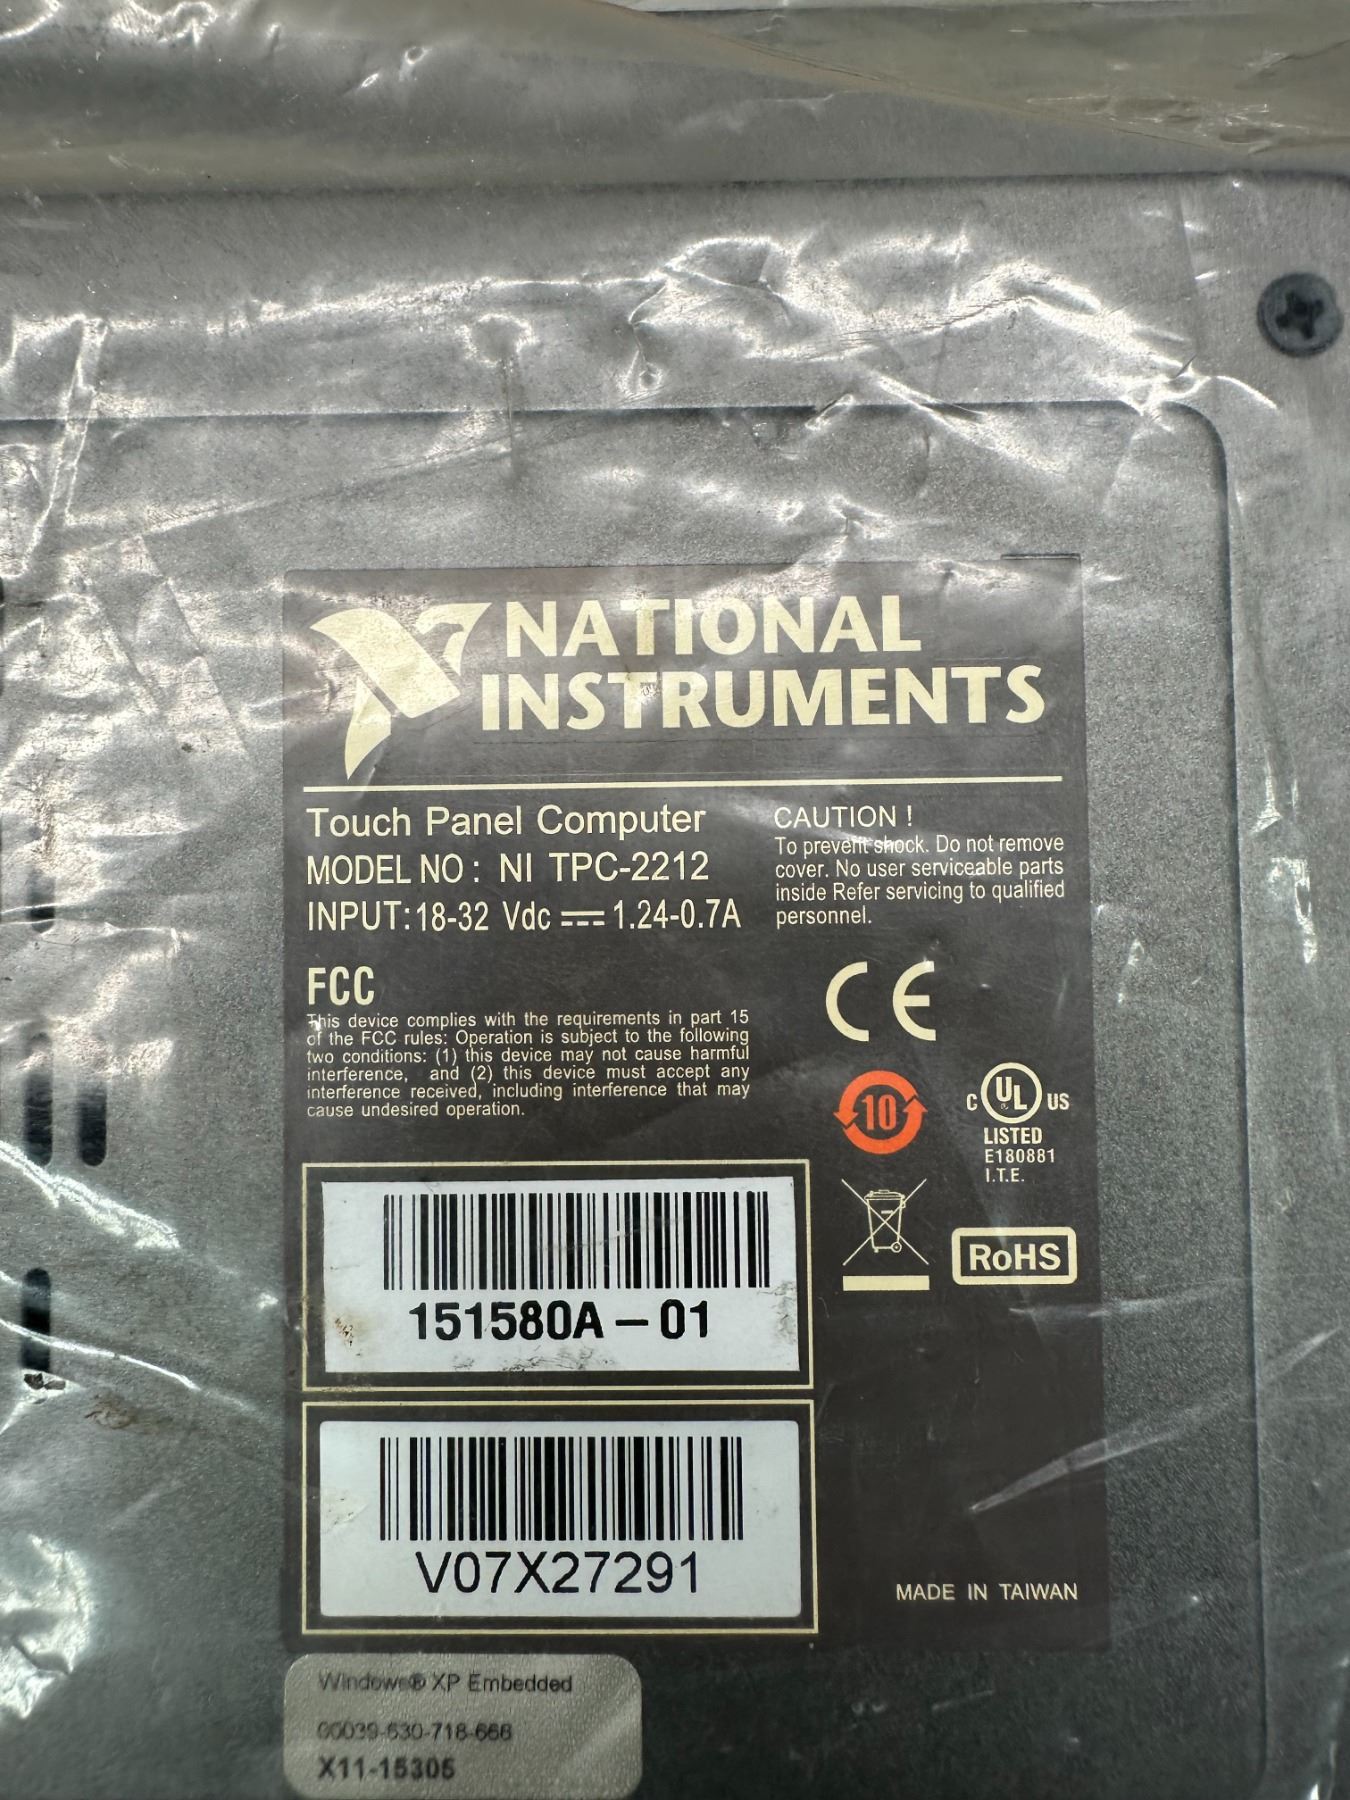 NATIONAL
INSTRUMENTS
Touch Panel Computer
MODEL NO : NI TPC-2212
INPUT: 18-32 Vdc ⎓ 1.24-0.7A
CAUTION !
To prevent shock. Do not remove
cover. No user serviceable parts
inside Refer servicing to qualified
personnel.
FCC
This device complies with the requirements in part 15
of the FCC rules: Operation is subject to the following
two conditions: (1) this device may not cause harmful
interference, and (2) this device must accept any
interference received, including interference that may
cause undesired operation.
CE
10
C UL US
LISTED
E180881
I.T.E.
RoHS
151580A – 01
V07X27291
MADE IN TAIWAN
Windows® XP Embedded
00039-630-718-668
X11-15305